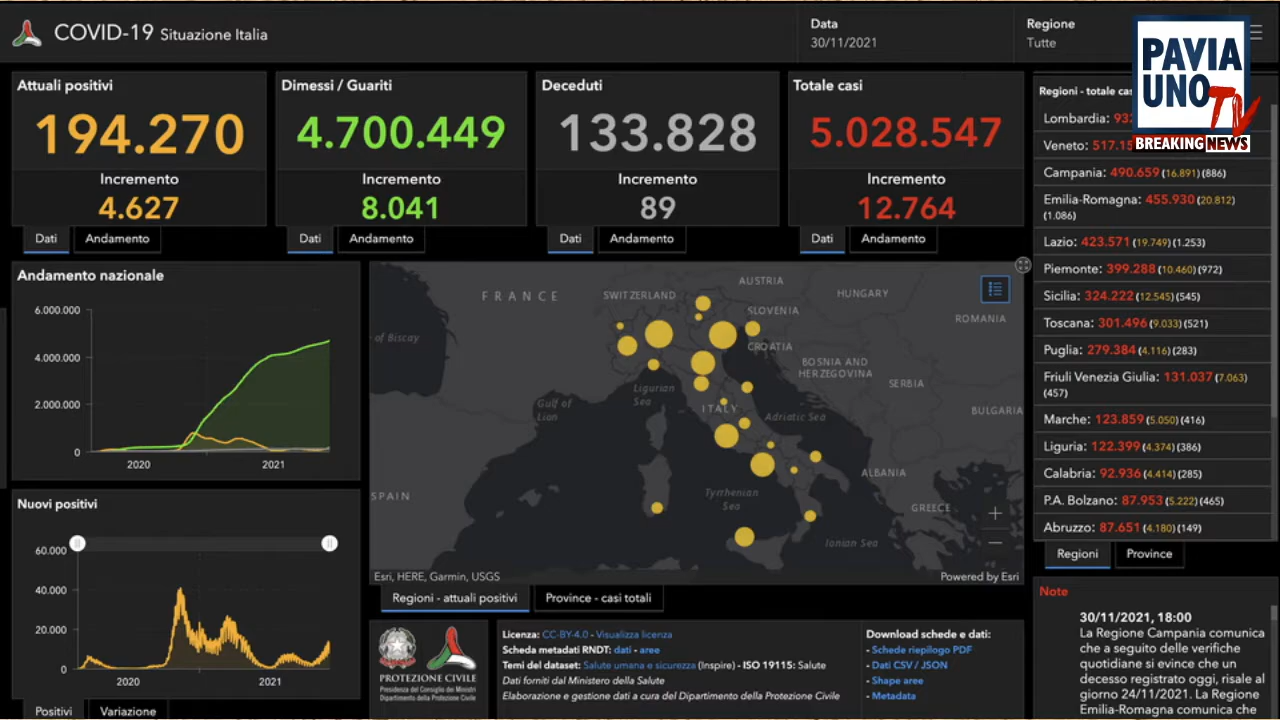 COVID-19 Situazione Italia
Data
30/11/2021
Regione
Tutte
PAVIA
UNO
TV
BREAKING NEWS
Attuali positivi
194.270
Incremento
4.627
Dati
Andamento
Dimessi / Guariti
4.700.449
Incremento
8.041
Dati
Andamento
Deceduti
133.828
Incremento
89
Dati
Andamento
Totale casi
5.028.547
Incremento
12.764
Dati
Andamento
Regioni - totale
Lombardia:
Veneto:
Campania: 490.659 (16.891) (886)
Emilia-Romagna: 455.930 (20.812)
(1.086)
Lazio: 423.571 (19.749) (1.253)
Piemonte: 399.288 (10.460) (972)
Sicilia: 324.222 (12.545) (545)
Toscana: 301.496 (9.033) (521)
Puglia: 279.384 (4.116) (283)
Friuli Venezia Giulia: 131.037 (7.063)
(457)
Marche: 123.859 (5.050) (416)
Liguria: 122.399 (4.374) (386)
Calabria: 92.936 (4.414) (285)
P.A. Bolzano: 87.953 (5.222) (465)
Abruzzo: 87.651 (4.180) (149)
Regioni
Province
Andamento nazionale
6.000.000
4.000.000
2.000.000
0
2020
2021
Nuovi positivi
60.000
40.000
20.000
0
2020
2021
Positivi
Variazione
FRANCE
SWITZERLAND
AUSTRIA
HUNGARY
SLOVENIA
ROMANIA
of Biscay
CROATIA
BOSNIA AND
HERZEGOVINA
SERBIA
Ligurian
Sea
Gulf of
Lion
ITALY
Adriatic Sea
BULGARIA
ALBANIA
SPAIN
Tyrrhenian
Sea
GREECE
Ionian Sea
Esri, HERE, Garmin, USGS
Powered by Esri
Regioni - attuali positivi
Province - casi totali
PROTEZIONE CIVILE
Presidenza del Consiglio dei Ministri
Dipartimento della Protezione Civile
Licenza: CC-BY-4.0 - Visualizza licenza
Scheda metadati RNDT: dati - aree
Temi del dataset: Salute umana e sicurezza (Inspire) - ISO 19115: Salute
Dati forniti dal Ministero della Salute
Elaborazione e gestione dati a cura del Dipartimento della Protezione Civile
Download schede e dati:
- Schede riepilogo PDF
- Dati CSV / JSON
- Shape aree
- Metadata
Note
30/11/2021, 18:00
La Regione Campania comunica
che a seguito delle verifiche
quotidiane si evince che un
decesso registrato oggi, risale al
giorno 24/11/2021. La Regione
Emilia-Romagna comunica che